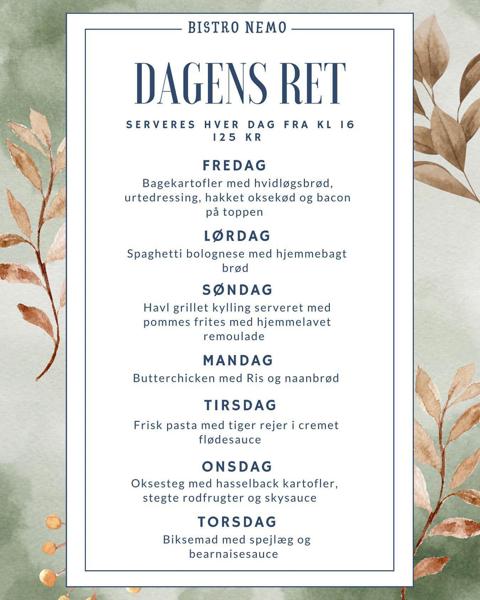 BISTRO NEMO
DAGENS RET
SERVERES HVER DAG FRA KL 16
125 KR
FREDAG
Bagekartofler med hvidløgsbrød,
urtedressing, hakket oksekød og bacon
på toppen
LØRDAG
Spaghetti bolognese med hjemmebagt
brød
SØNDAG
Havl grillet kylling serveret med
pommes frites med hjemmelavet
remoulade
MANDAG
Butterchicken med Ris og naanbrød
TIRSDAG
Frisk pasta med tiger rejer i cremet
flødesauce
ONSDAG
Oksesteg med hasselback kartofler,
stegte rodfrugter og skysauce
TORSDAG
Biksemad med spejlæg og
bearnaisesauce